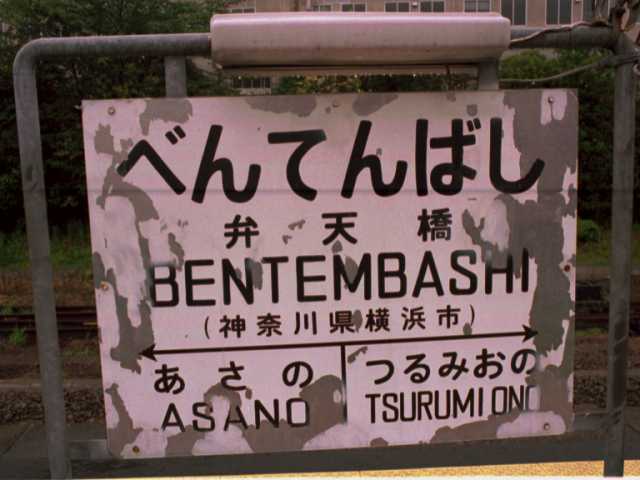 べんてんばし
弁天橋
BENTEMBASHI
(神奈川県横浜市)
あさの つるみおの
ASANO TSURUMI ONO